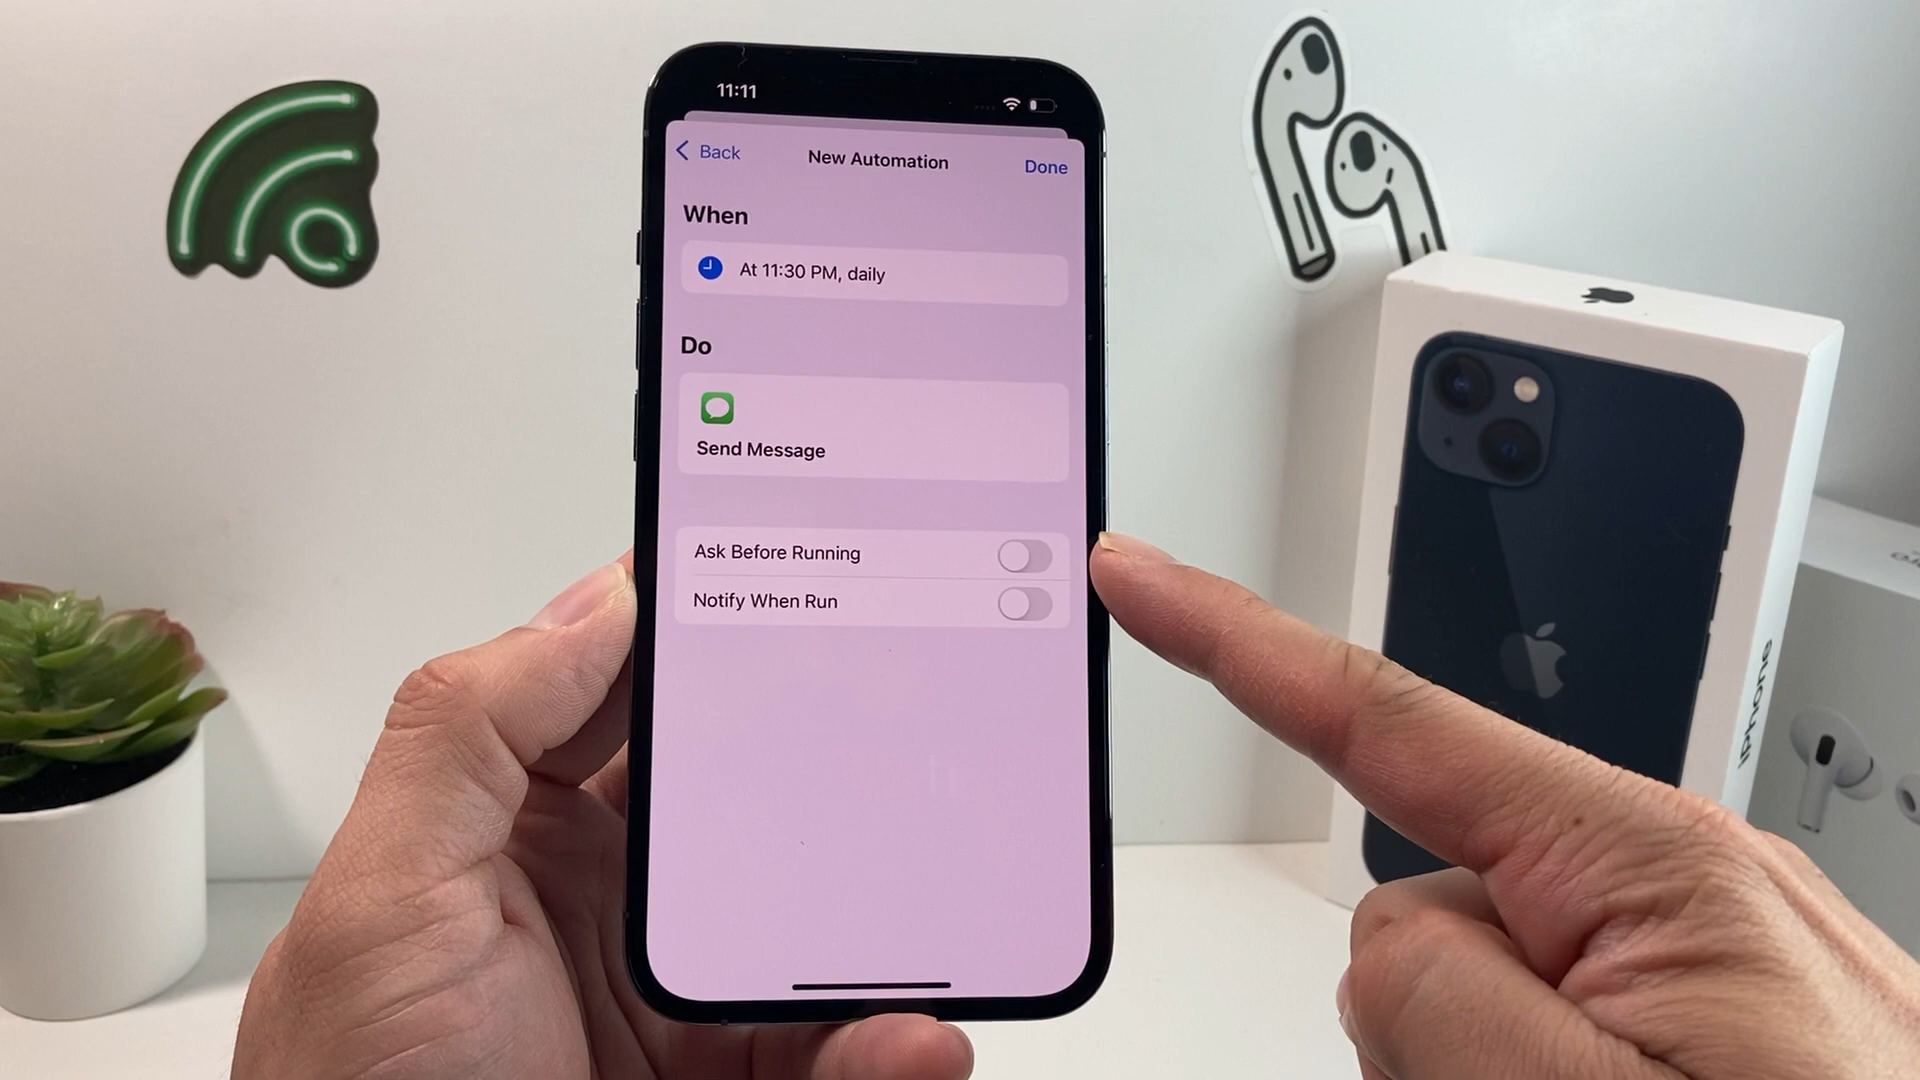 11:11
Back
New Automation
Done
When
At 11:30 PM, daily
Do
Send Message
Ask Before Running
Notify When Run
iPhone